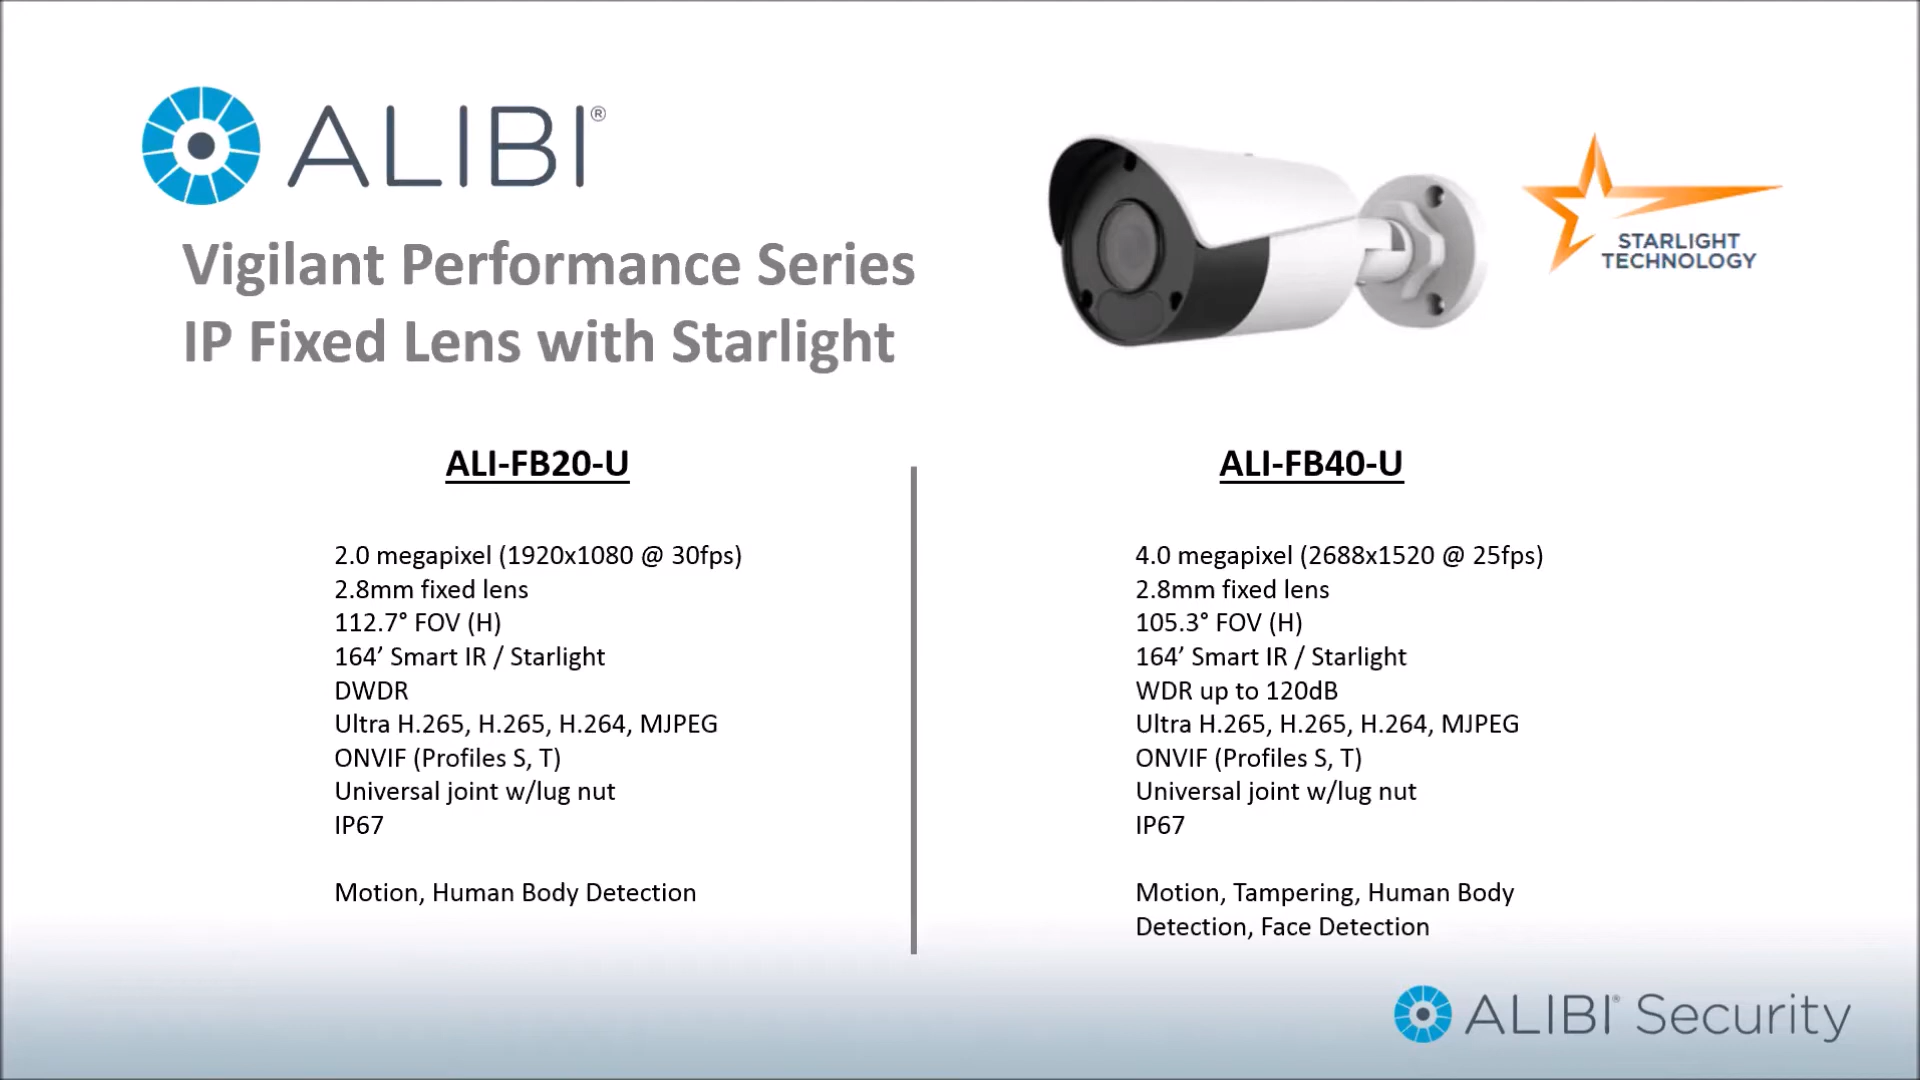 ALIBI®
Vigilant Performance Series
IP Fixed Lens with Starlight
STARLIGHT
TECHNOLOGY
ALI-FB20-U
2.0 megapixel (1920x1080 @ 30fps)
2.8mm fixed lens
112.7° FOV (H)
164’ Smart IR / Starlight
DWDR
Ultra H.265, H.265, H.264, MJPEG
ONVIF (Profiles S, T)
Universal joint w/lug nut
IP67
Motion, Human Body Detection
ALI-FB40-U
4.0 megapixel (2688x1520 @ 25fps)
2.8mm fixed lens
105.3° FOV (H)
164’ Smart IR / Starlight
WDR up to 120dB
Ultra H.265, H.265, H.264, MJPEG
ONVIF (Profiles S, T)
Universal joint w/lug nut
IP67
Motion, Tampering, Human Body
Detection, Face Detection
ALIBI® Security